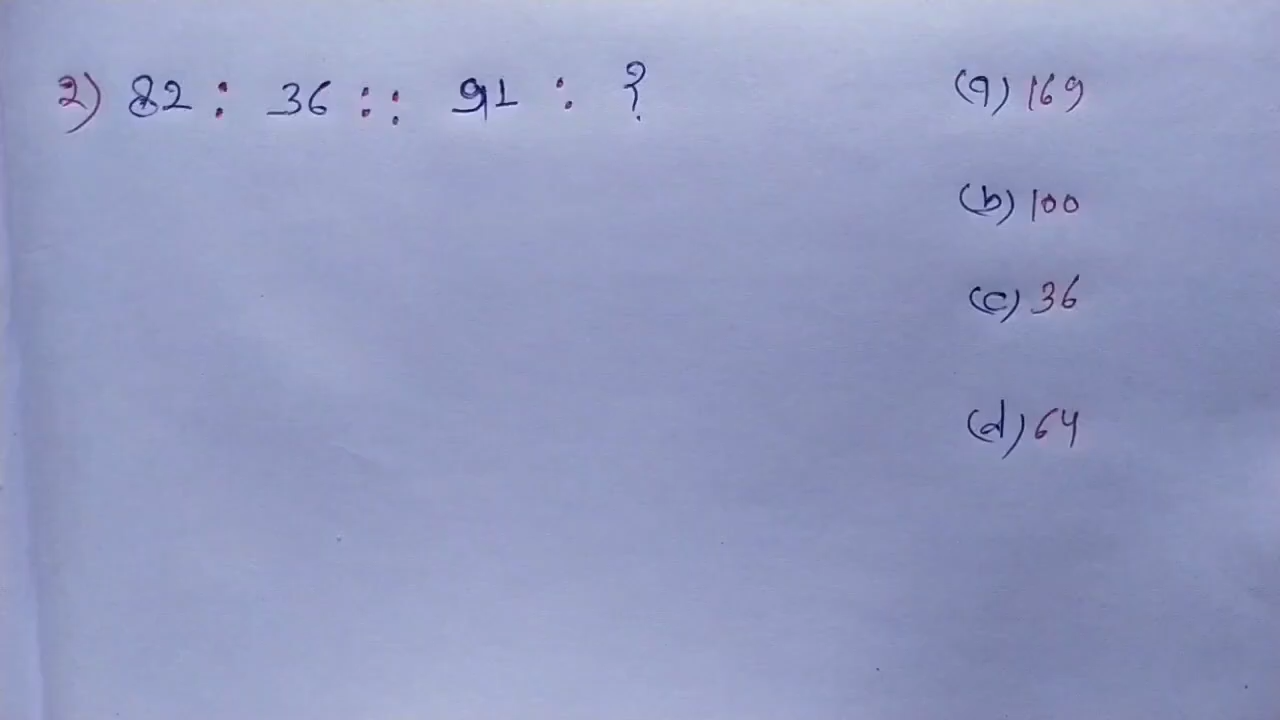 2) 82 : 36 :: 91 : ?
(a) 169
(b) 100
(c) 36
(d) 64